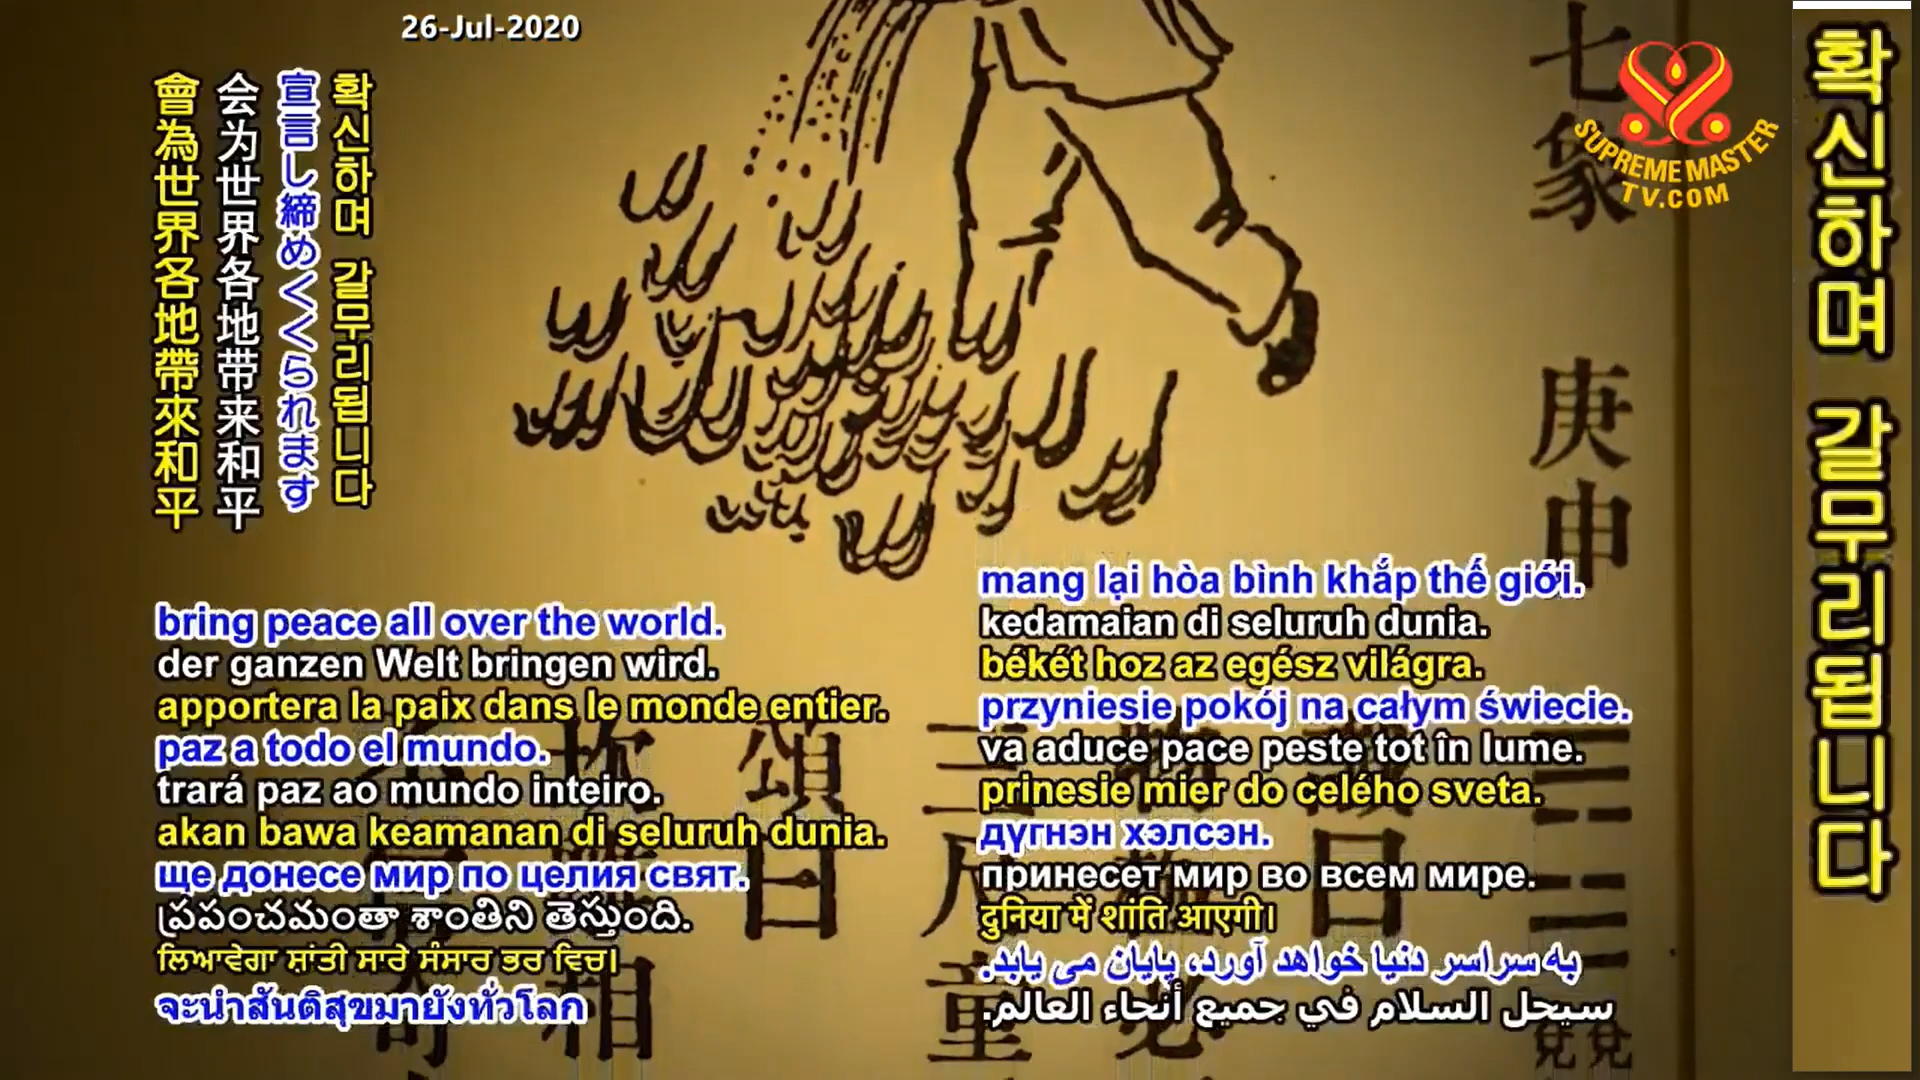 26-Jul-2020
SUPREME MASTER
TV.COM
확신하며 갈무리됩니다
확신하며 갈무리됩니다
宣言し締めくくられます
会为世界各地带来和平
會為世界各地帶來和平
bring peace all over the world.
der ganzen Welt bringen wird.
apportera la paix dans le monde entier.
paz a todo el mundo.
trará paz ao mundo inteiro.
akan bawa keamanan di seluruh dunia.
ще донесе мир по целия свят.
ప్రపంచమంతా శాంతిని తెస్తుంది.
ਲਿਆਵੇਗਾ ਸ਼ਾਂਤੀ ਸਾਰੇ ਸੰਸਾਰ ਭਰ ਵਿਚ।
จะนำสันติสุขมายังทั่วโลก
mang lại hòa bình khắp thế giới.
kedamaian di seluruh dunia.
békét hoz az egész világra.
przyniesie pokój na całym świecie.
va aduce pace peste tot în lume.
prinesie mier do celého sveta.
дүгнэн хэлсэн.
принесет мир во всем мире.
दुनिया में शांति आएगी।
به سراسر دنیا خواهد آورد، پایان می یابد.
سيحل السلام في جميع أنحاء العالم.
七象 庚申
兌兌
曰
三
童
頌曰
相